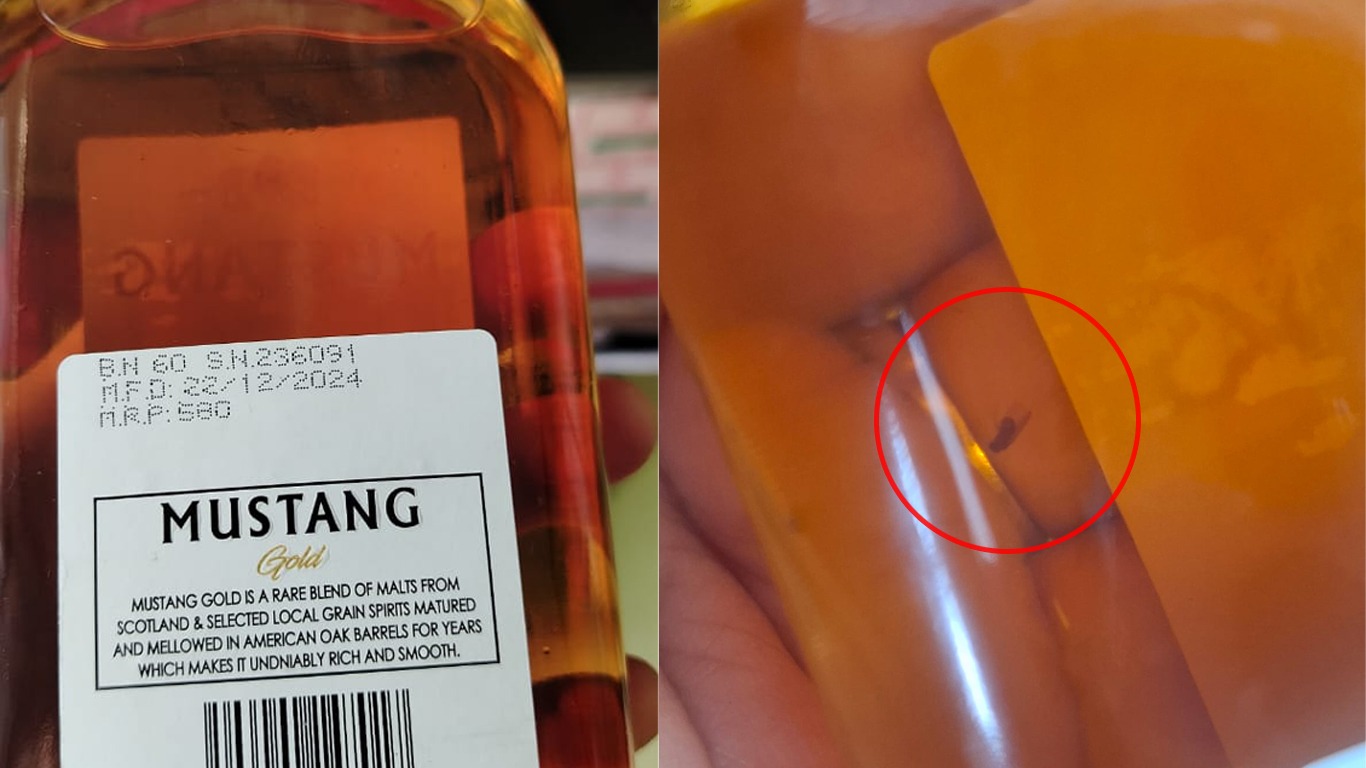 MUSTANG
B.N 60 S.N.236091
M.F.D: 22/12/2024
M.R.P: 580
MUSTANG
Gold
MUSTANG GOLD IS A RARE BLEND OF MALTS FROM
SCOTLAND & SELECTED LOCAL GRAIN SPIRITS MATURED
AND MELLOWED IN AMERICAN OAK BARRELS FOR YEARS
WHICH MAKES IT UNDNIABLY RICH AND SMOOTH.